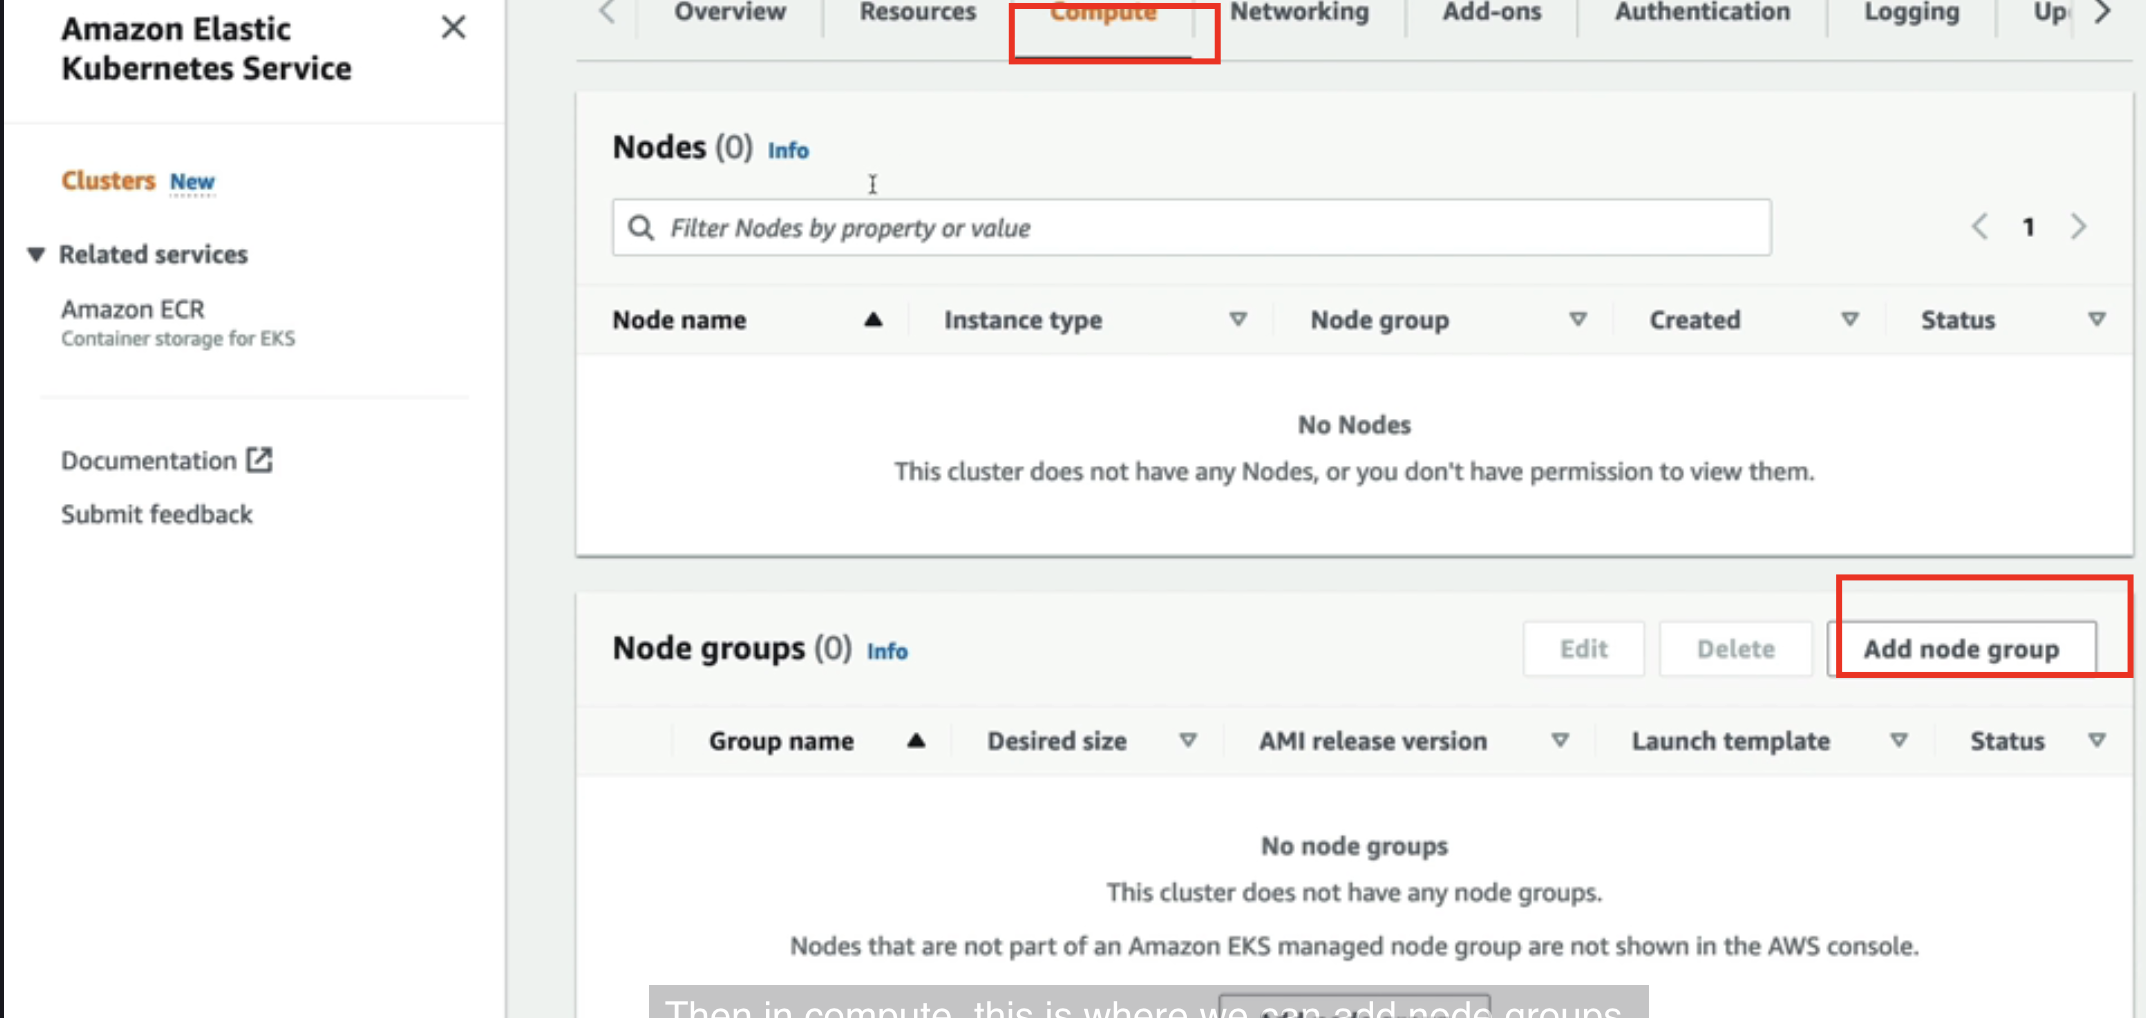 Amazon Elastic
Kubernetes Service
Clusters New
Related services
Amazon ECR
Container storage for EKS
Documentation
Submit feedback
Overview Resources Compute Networking Add-ons Authentication Logging
Nodes (0) Info
Filter Nodes by property or value
1
Node name Instance type Node group Created Status
No Nodes
This cluster does not have any Nodes, or you don't have permission to view them.
Node groups (0) Info
Edit Delete Add node group
Group name Desired size AMI release version Launch template Status
No node groups
This cluster does not have any node groups.
Nodes that are not part of an Amazon EKS managed node group are not shown in the AWS console.
Then in compute, this is where we can add node groups